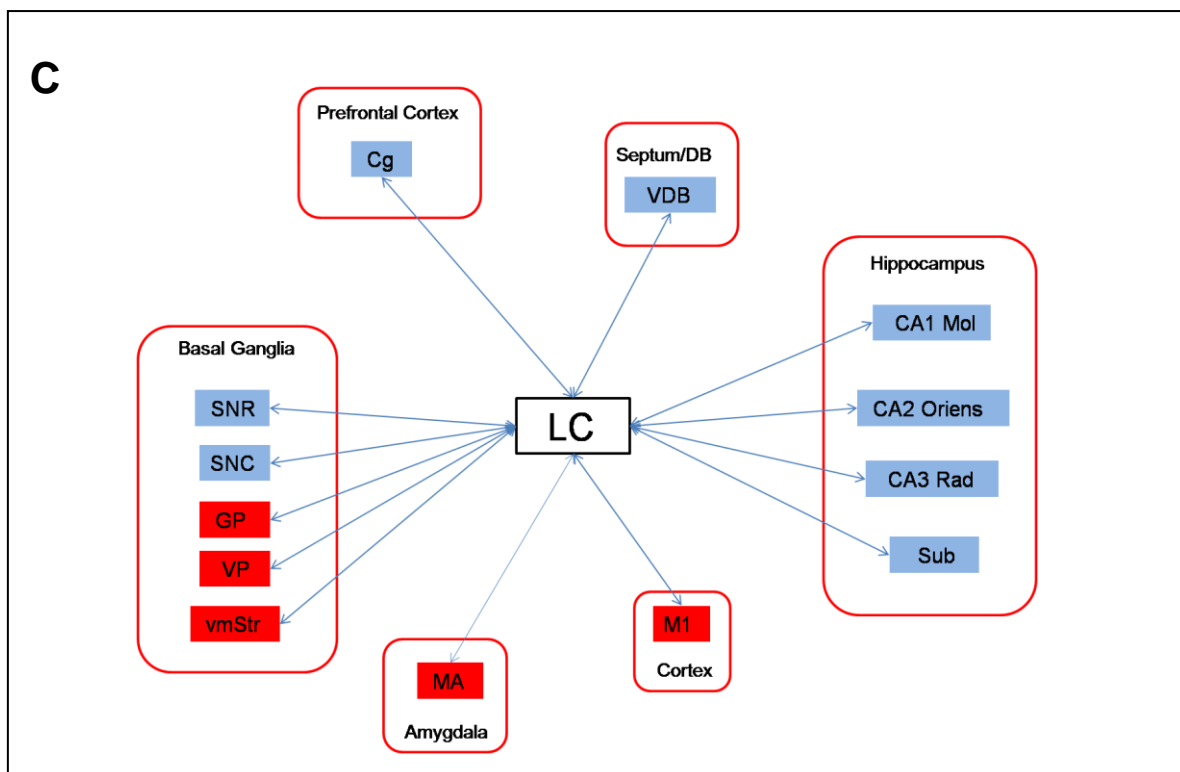 C
Prefrontal Cortex
Cg
Septum/DB
VDB
Hippocampus
CA1 Mol
CA2 Oriens
CA3 Rad
Sub
Basal Ganglia
SNR
SNC
GP
VP
vmStr
LC
MA
Amygdala
M1
Cortex